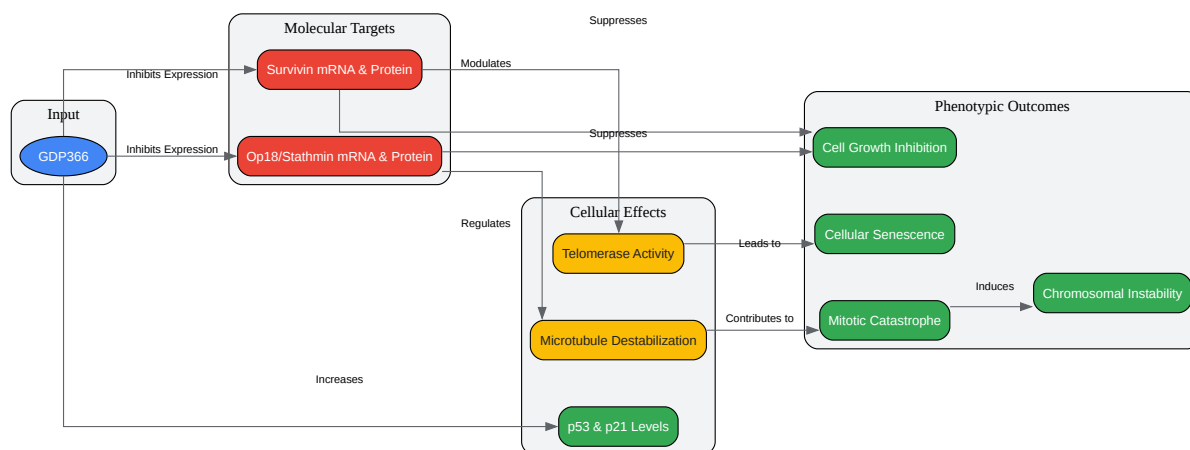 Suppresses
Molecular Targets
Survivin mRNA & Protein
Modulates
Inhibits Expression
Input
GDP366
Inhibits Expression
Op18/Stathmin mRNA & Protein
Suppresses
Phenotypic Outcomes
Cell Growth Inhibition
Cellular Effects
Regulates
Telomerase Activity
Leads to
Cellular Senescence
Induces
Chromosomal Instability
Microtubule Destabilization
Contributes to
Mitotic Catastrophe
Increases
p53 & p21 Levels